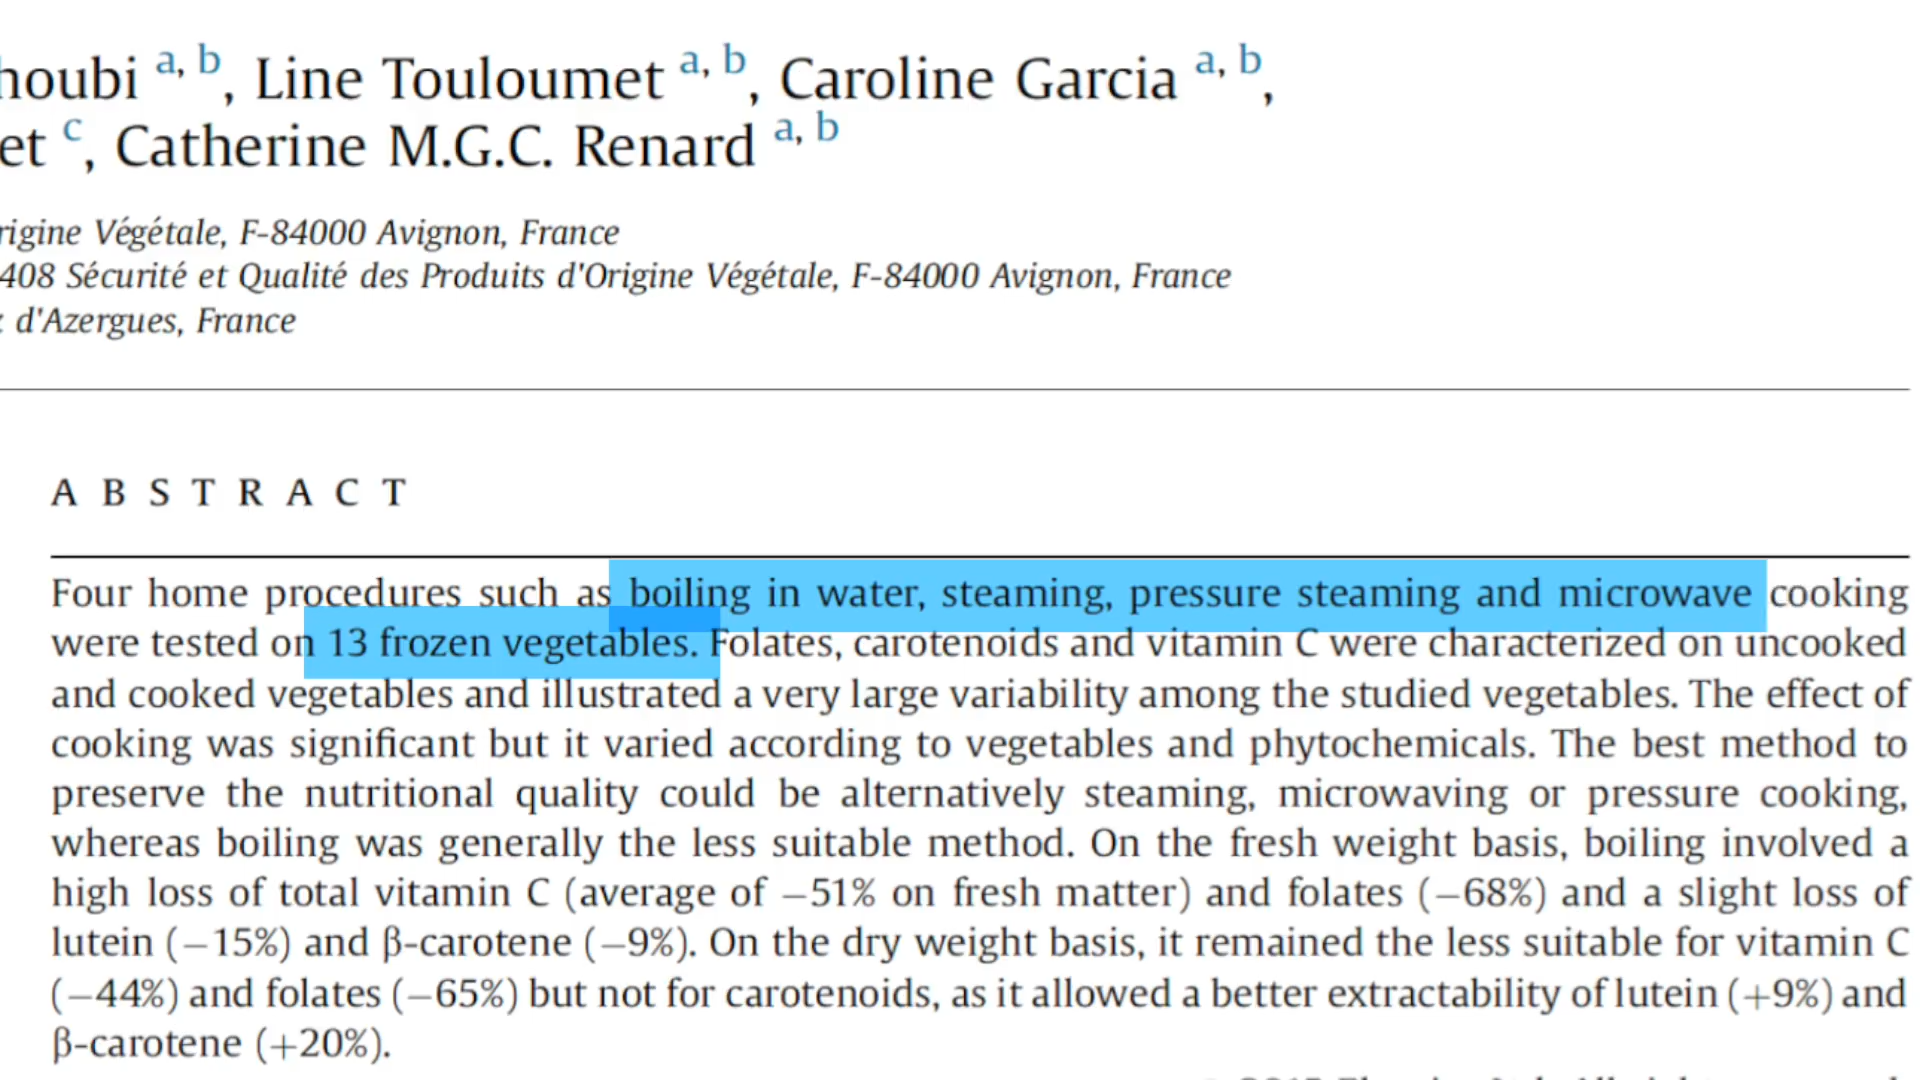 houbi a, b, Line Touloumet a, b, Caroline Garcia a, b,
et c, Catherine M.G.C. Renard a, b
rigine Végétale, F-84000 Avignon, France
408 Sécurité et Qualité des Produits d'Origine Végétale, F-84000 Avignon, France
d'Azergues, France
ABSTRACT
Four home procedures such as boiling in water, steaming, pressure steaming and microwave cooking
were tested on 13 frozen vegetables. Folates, carotenoids and vitamin C were characterized on uncooked
and cooked vegetables and illustrated a very large variability among the studied vegetables. The effect of
cooking was significant but it varied according to vegetables and phytochemicals. The best method to
preserve the nutritional quality could be alternatively steaming, microwaving or pressure cooking,
whereas boiling was generally the less suitable method. On the fresh weight basis, boiling involved a
high loss of total vitamin C (average of −51% on fresh matter) and folates (−68%) and a slight loss of
lutein (−15%) and β-carotene (−9%). On the dry weight basis, it remained the less suitable for vitamin C
(−44%) and folates (−65%) but not for carotenoids, as it allowed a better extractability of lutein (+9%) and
β-carotene (+20%).